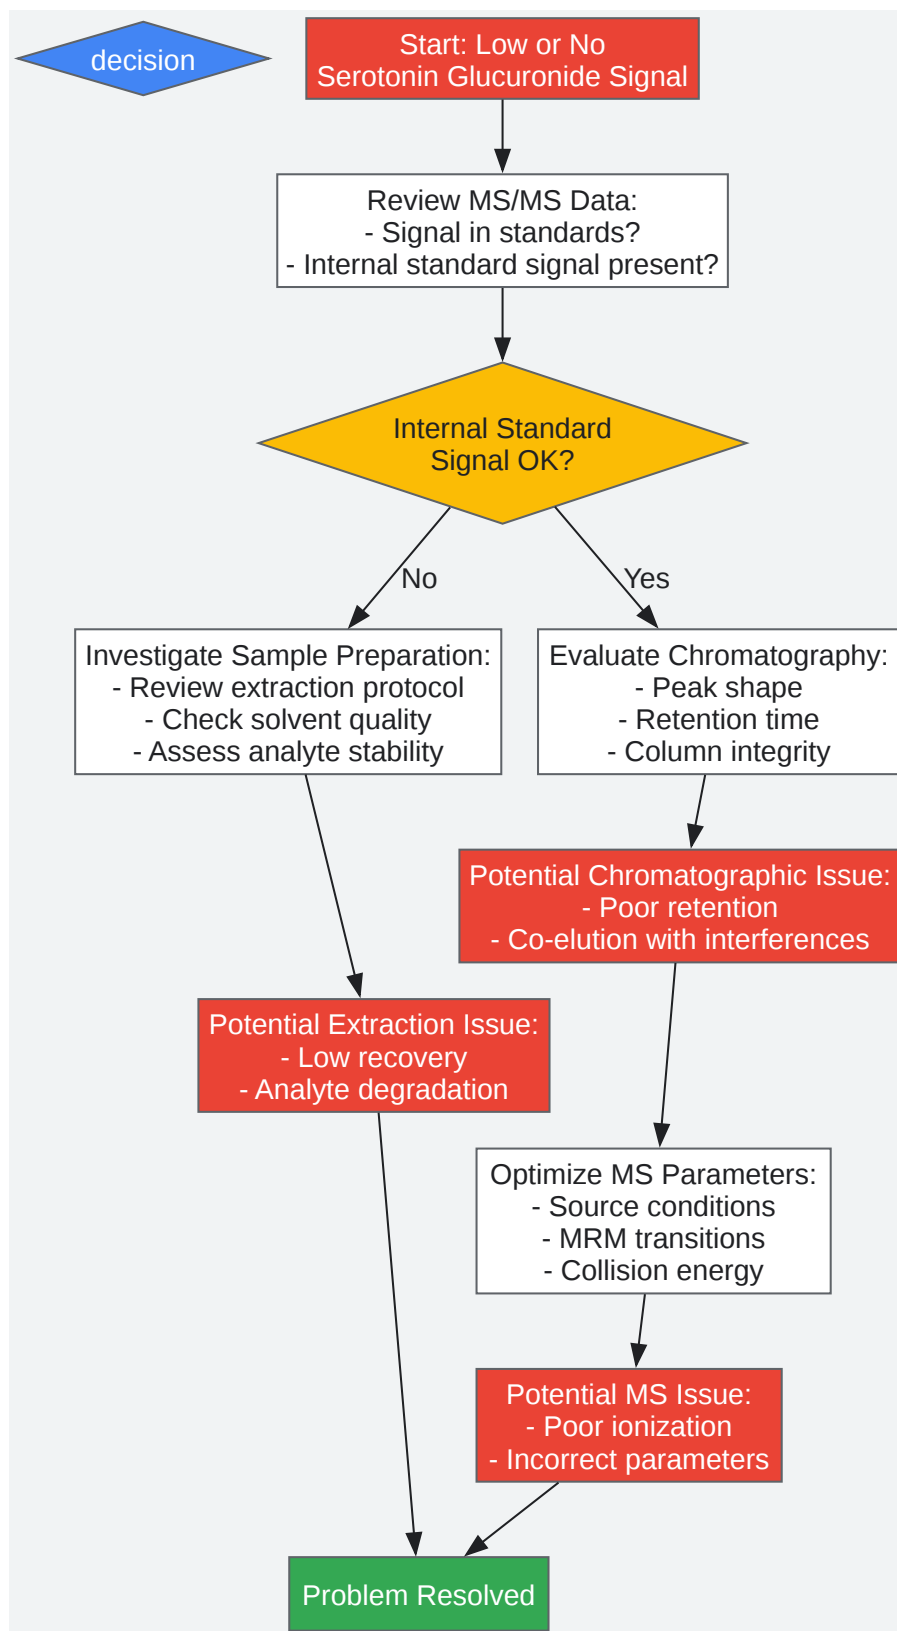 decision
Start: Low or No
Serotonin Glucuronide Signal
Review MS/MS Data:
- Signal in standards?
- Internal standard signal present?
Internal Standard
Signal OK?
No
Yes
Investigate Sample Preparation:
- Review extraction protocol
- Check solvent quality
- Assess analyte stability
Evaluate Chromatography:
- Peak shape
- Retention time
- Column integrity
Potential Chromatographic Issue:
- Poor retention
- Co-elution with interferences
Potential Extraction Issue:
- Low recovery
- Analyte degradation
Optimize MS Parameters:
- Source conditions
- MRM transitions
- Collision energy
Potential MS Issue:
- Poor ionization
- Incorrect parameters
Problem Resolved